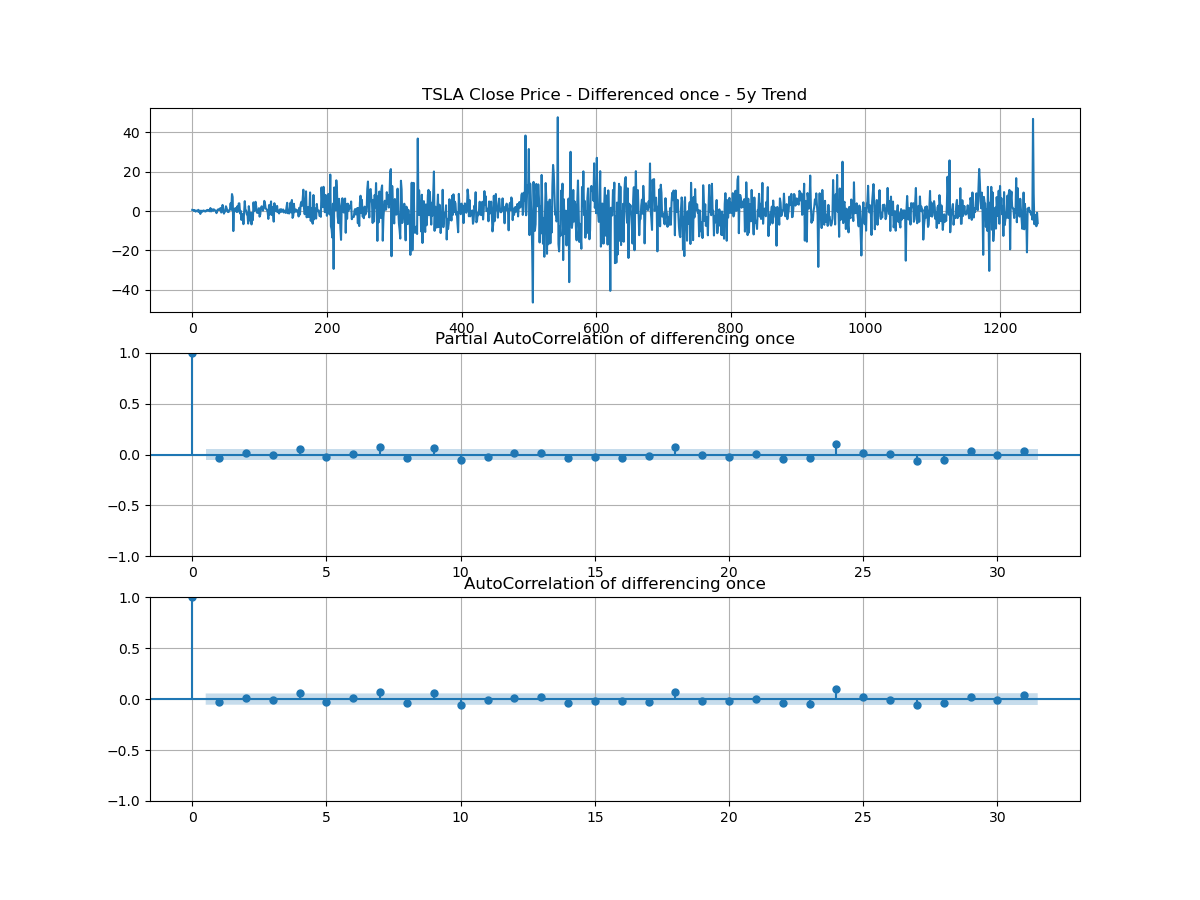 TSLA Close Price - Differenced once - 5y Trend
40
20
0
−20
−40
0 200 400 600 800 1000 1200
Partial AutoCorrelation of differencing once
1.0
0.5
0.0
−0.5
−1.0
0 5 10 15 20 25 30
AutoCorrelation of differencing once
1.0
0.5
0.0
−0.5
−1.0
0 5 10 15 20 25 30